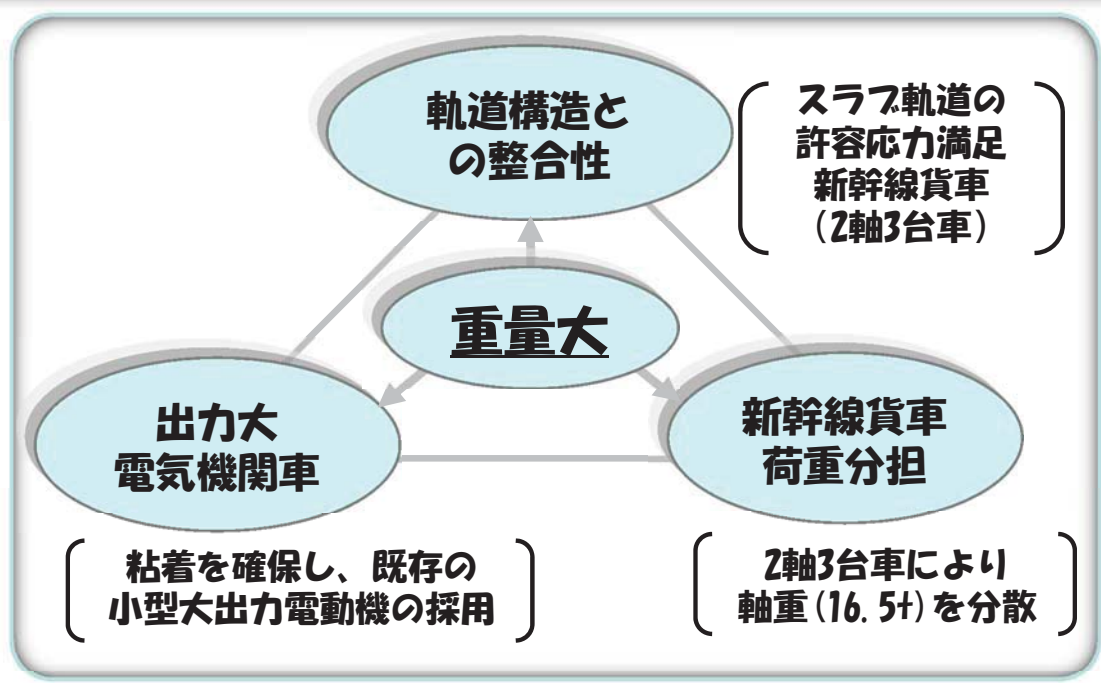 軌道構造と
の整合性
スラブ軌道の
許容応力満足
新幹線貨車
(2軸3台車)
重量大
出力大
電気機関車
新幹線貨車
荷重分担
粘着を確保し、既存の
小型大出力電動機の採用
2軸3台車により
軸重(16.5t)を分散